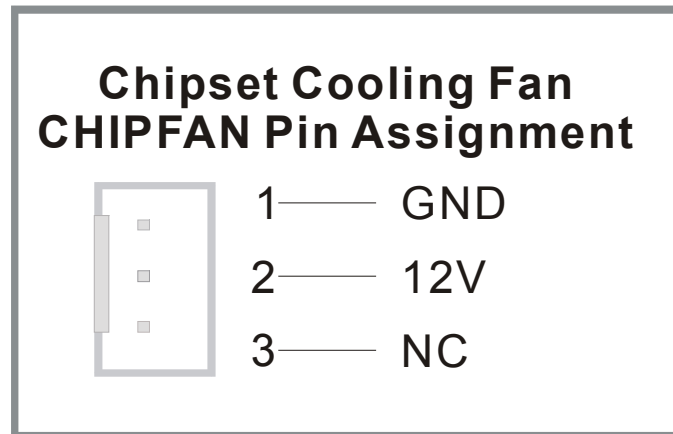 Chipset Cooling Fan
CHIPFAN Pin Assignment
1 GND
2 12V
3 NC